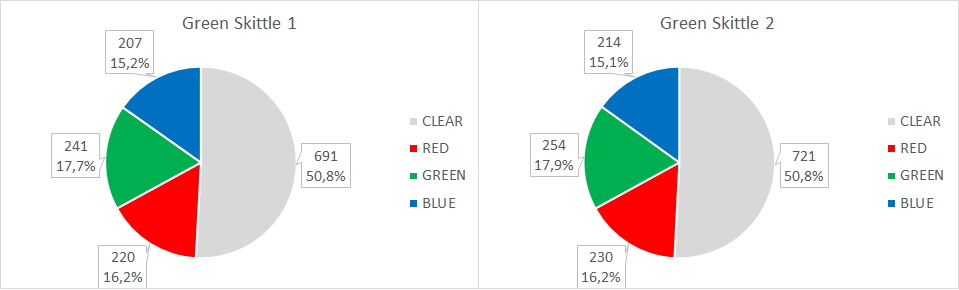 Green Skittle 1
207
15,2%
241
17,7%
691
50,8%
220
16,2%
CLEAR
RED
GREEN
BLUE
Green Skittle 2
214
15,1%
254
17,9%
721
50,8%
230
16,2%
CLEAR
RED
GREEN
BLUE